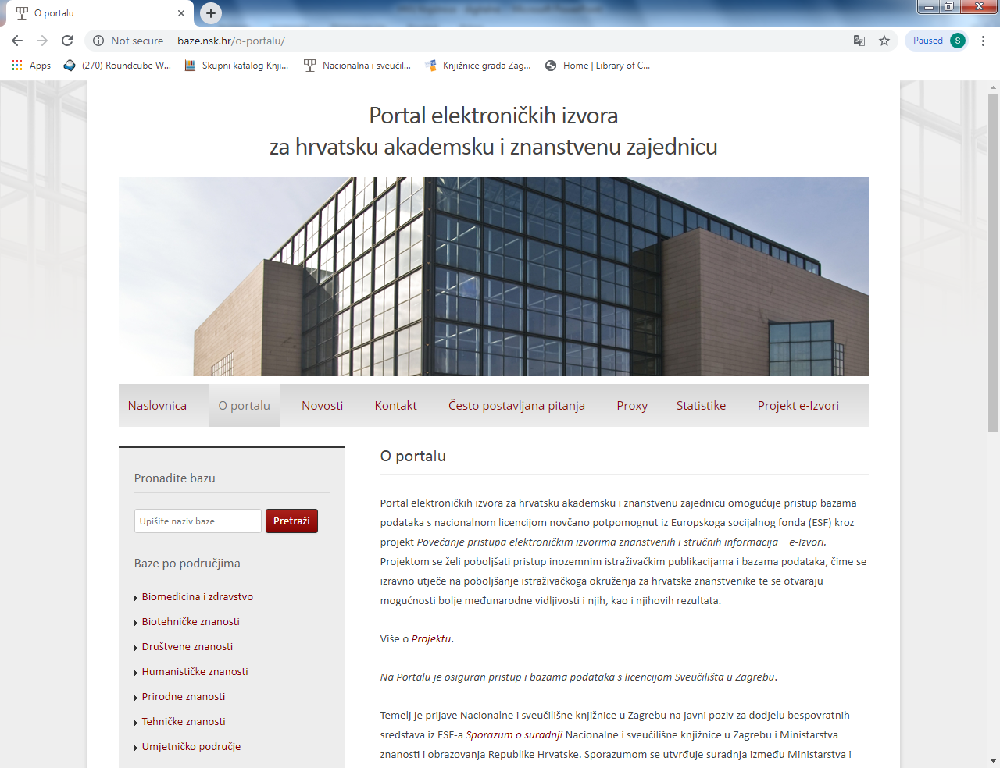 O portalu
Not secure
baze.nsk.hr/o-portalu/
Paused
S
Apps
(270) Roundcube W...
Skupni katalog Knji...
Nacionalna i sveučil...
Knjižnice grada Zag...
Home | Library of C...
Portal elektroničkih izvora
za hrvatsku akademsku i znanstvenu zajednicu
Naslovnica
O portalu
Novosti
Kontakt
Često postavljana pitanja
Proxy
Statistike
Projekt e-Izvori
Pronađite bazu
Upišite naziv baze...
Pretraži
Baze po područjima
Biomedicina i zdravstvo
Biotehničke znanosti
Društvene znanosti
Humanističke znanosti
Prirodne znanosti
Tehničke znanosti
Umjetničko područje
O portalu
Portal elektroničkih izvora za hrvatsku akademsku i znanstvenu zajednicu omogućuje pristup bazama
podataka s nacionalnom licencijom novčano potpomognut iz Europskoga socijalnog fonda (ESF) kroz
projekt Povećanje pristupa elektroničkim izvorima znanstvenih i stručnih informacija – e-Izvori.
Projektom se želi poboljšati pristup inozemnim istraživačkim publikacijama i bazama podataka, čime se
izravno utječe na poboljšanje istraživačkoga okruženja za hrvatske znanstvenike te se otvaraju
mogućnosti bolje međunarodne vidljivosti i njih, kao i njihovih rezultata.
Više o Projektu.
Na Portalu je osiguran pristup i bazama podataka s licencijom Sveučilišta u Zagrebu.
Temelj je prijave Nacionalne i sveučilišne knjižnice u Zagrebu na javni poziv za dodjelu bespovratnih
sredstava iz ESF-a Sporazum o suradnji Nacionalne i sveučilišne knjižnice u Zagrebu i Ministarstva
znanosti i obrazovanja Republike Hrvatske. Sporazumom se utvrđuje suradnja između Ministarstva i